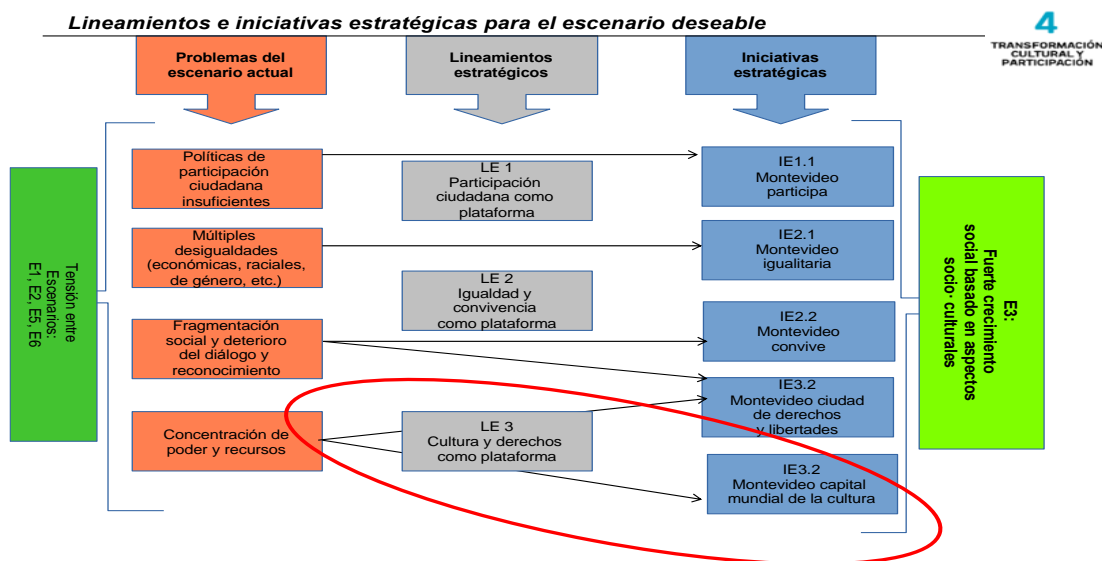 Lineamientos e iniciativas estratégicas para el escenario deseable
4
TRANSFORMACIÓN
CULTURAL Y
PARTICIPACIÓN
Problemas del
escenario actual
Lineamientos
estratégicos
Iniciativas
estratégicas
Tensión entre
Escenarios:
E1, E2, E5, E6
Políticas de
participación
ciudadana
insuficientes
Múltiples
desigualdades
(económicas, raciales,
de género, etc.)
Fragmentación
social y deterioro
del diálogo y
reconocimiento
Concentración de
poder y recursos
LE 1
Participación
ciudadana como
plataforma
LE 2
Igualdad y
convivencia
como plataforma
LE 3
Cultura y derechos
como plataforma
IE1.1
Montevideo
participa
IE2.1
Montevideo
igualitaria
IE2.2
Montevideo
convive
IE3.2
Montevideo ciudad
de derechos
y libertades
IE3.2
Montevideo capital
mundial de la cultura
E3:
Fuerte crecimiento
social basado en aspectos
socio· culturales